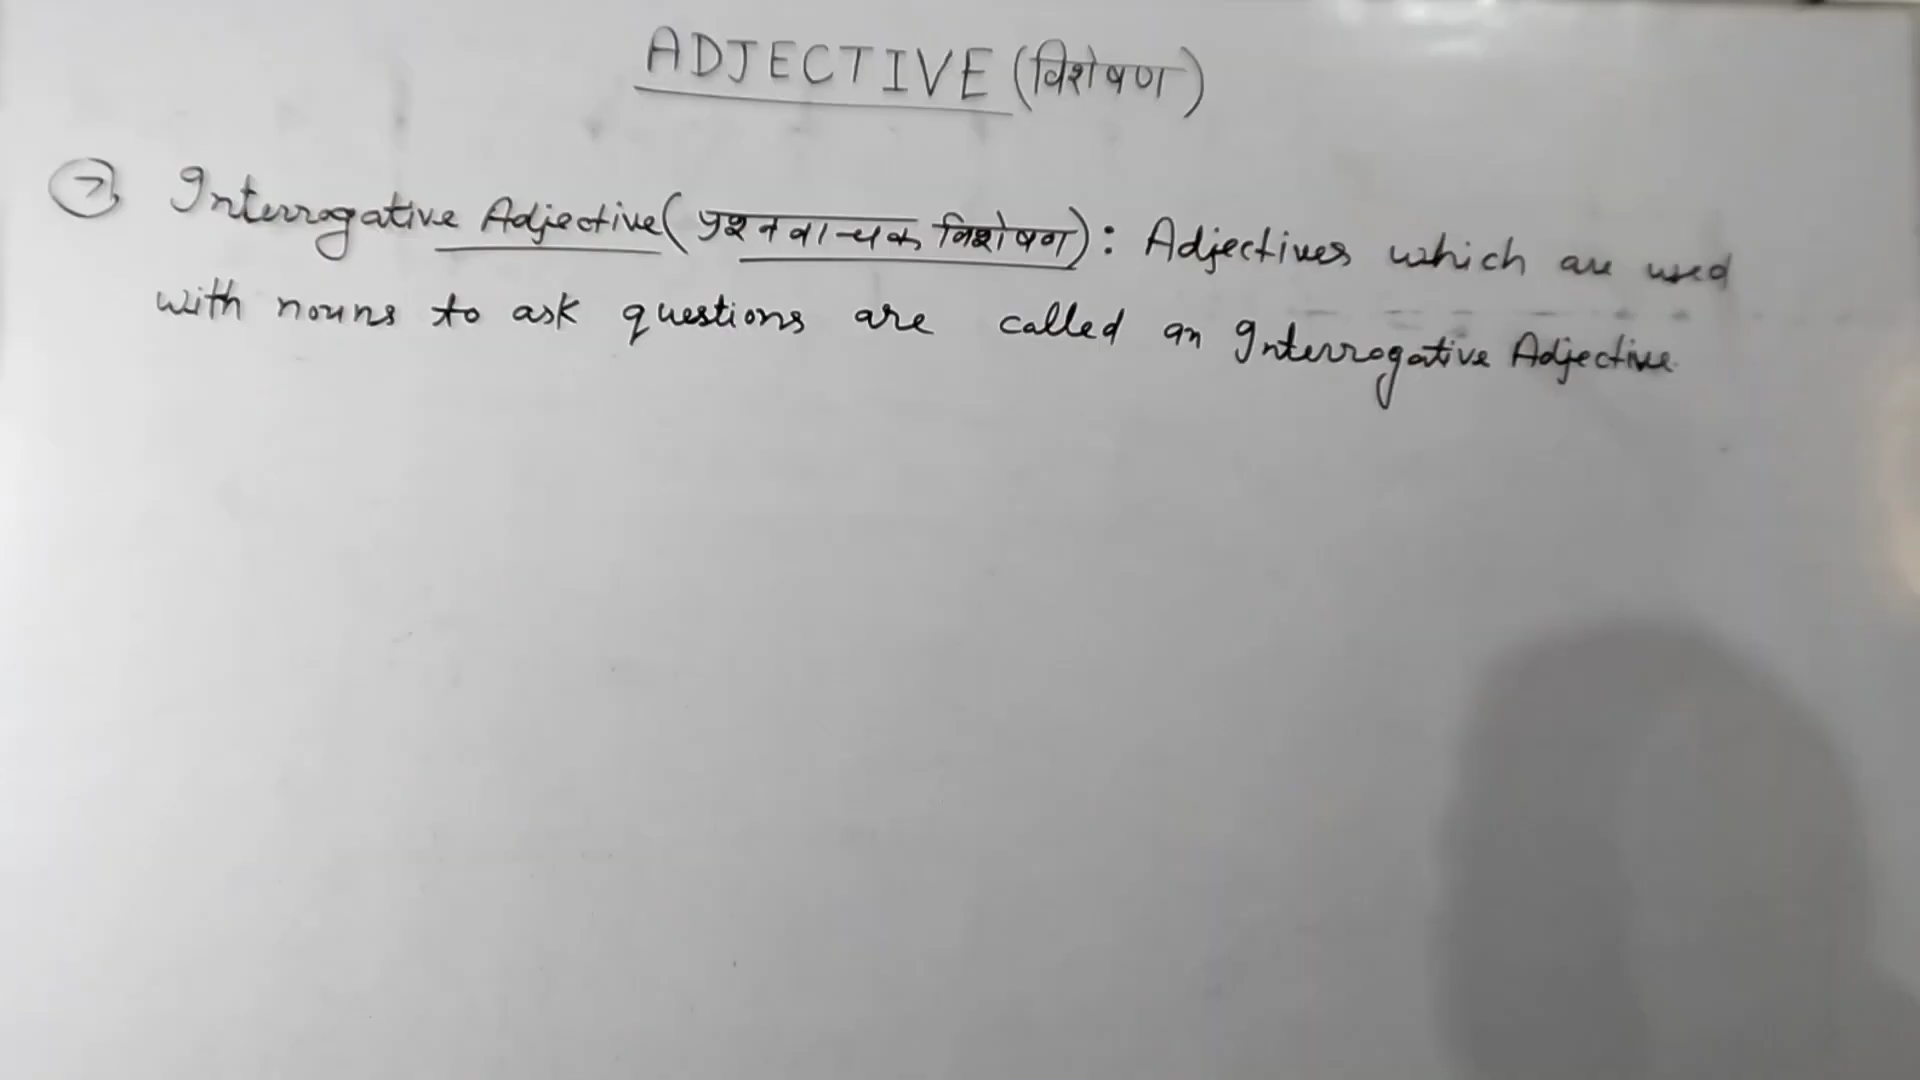 ADJECTIVE (विशेषण)
7. Interrogative Adjective (प्रश्नवाचक विशेषण): Adjectives which are used
with nouns to ask questions are called an Interrogative Adjective.